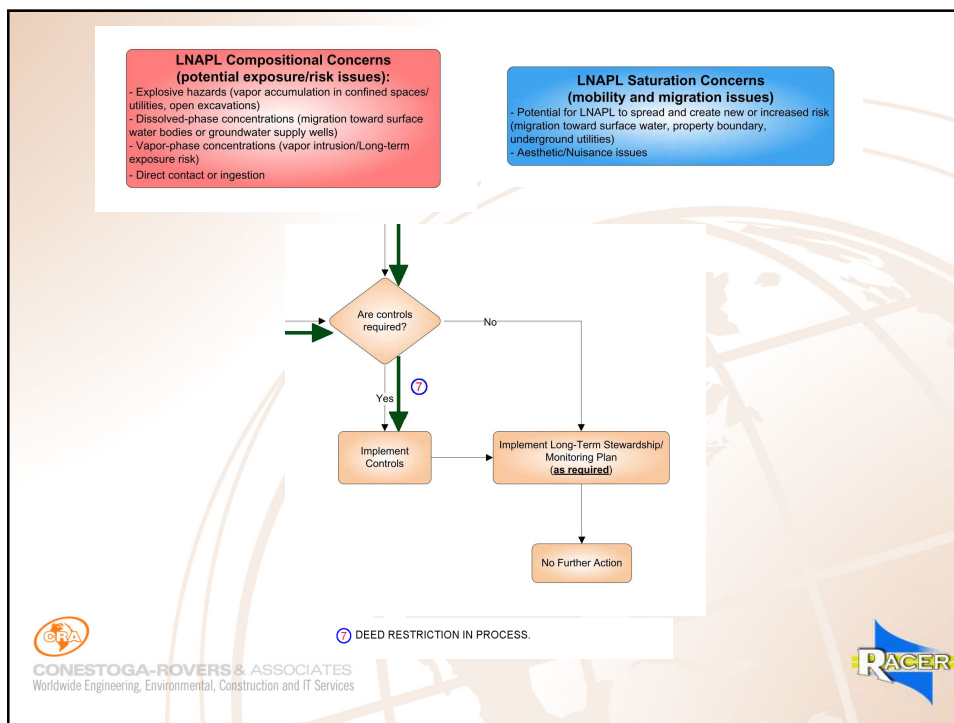 LNAPL Compositional Concerns
(potential exposure/risk issues):
- Explosive hazards (vapor accumulation in confined spaces/
utilities, open excavations)
- Dissolved-phase concentrations (migration toward surface
water bodies or groundwater supply wells)
- Vapor-phase concentrations (vapor intrusion/Long-term
exposure risk)
- Direct contact or ingestion
LNAPL Saturation Concerns
(mobility and migration issues)
- Potential for LNAPL to spread and create new or increased risk
(migration toward surface water, property boundary,
underground utilities)
- Aesthetic/Nuisance issues
Are controls
required?
No
7
Yes
Implement
Controls
Implement Long-Term Stewardship/
Monitoring Plan
(as required)
No Further Action
7 DEED RESTRICTION IN PROCESS.
CRA
CONESTOGA-ROVERS & ASSOCIATES
Worldwide Engineering, Environmental, Construction and IT Services
RACER